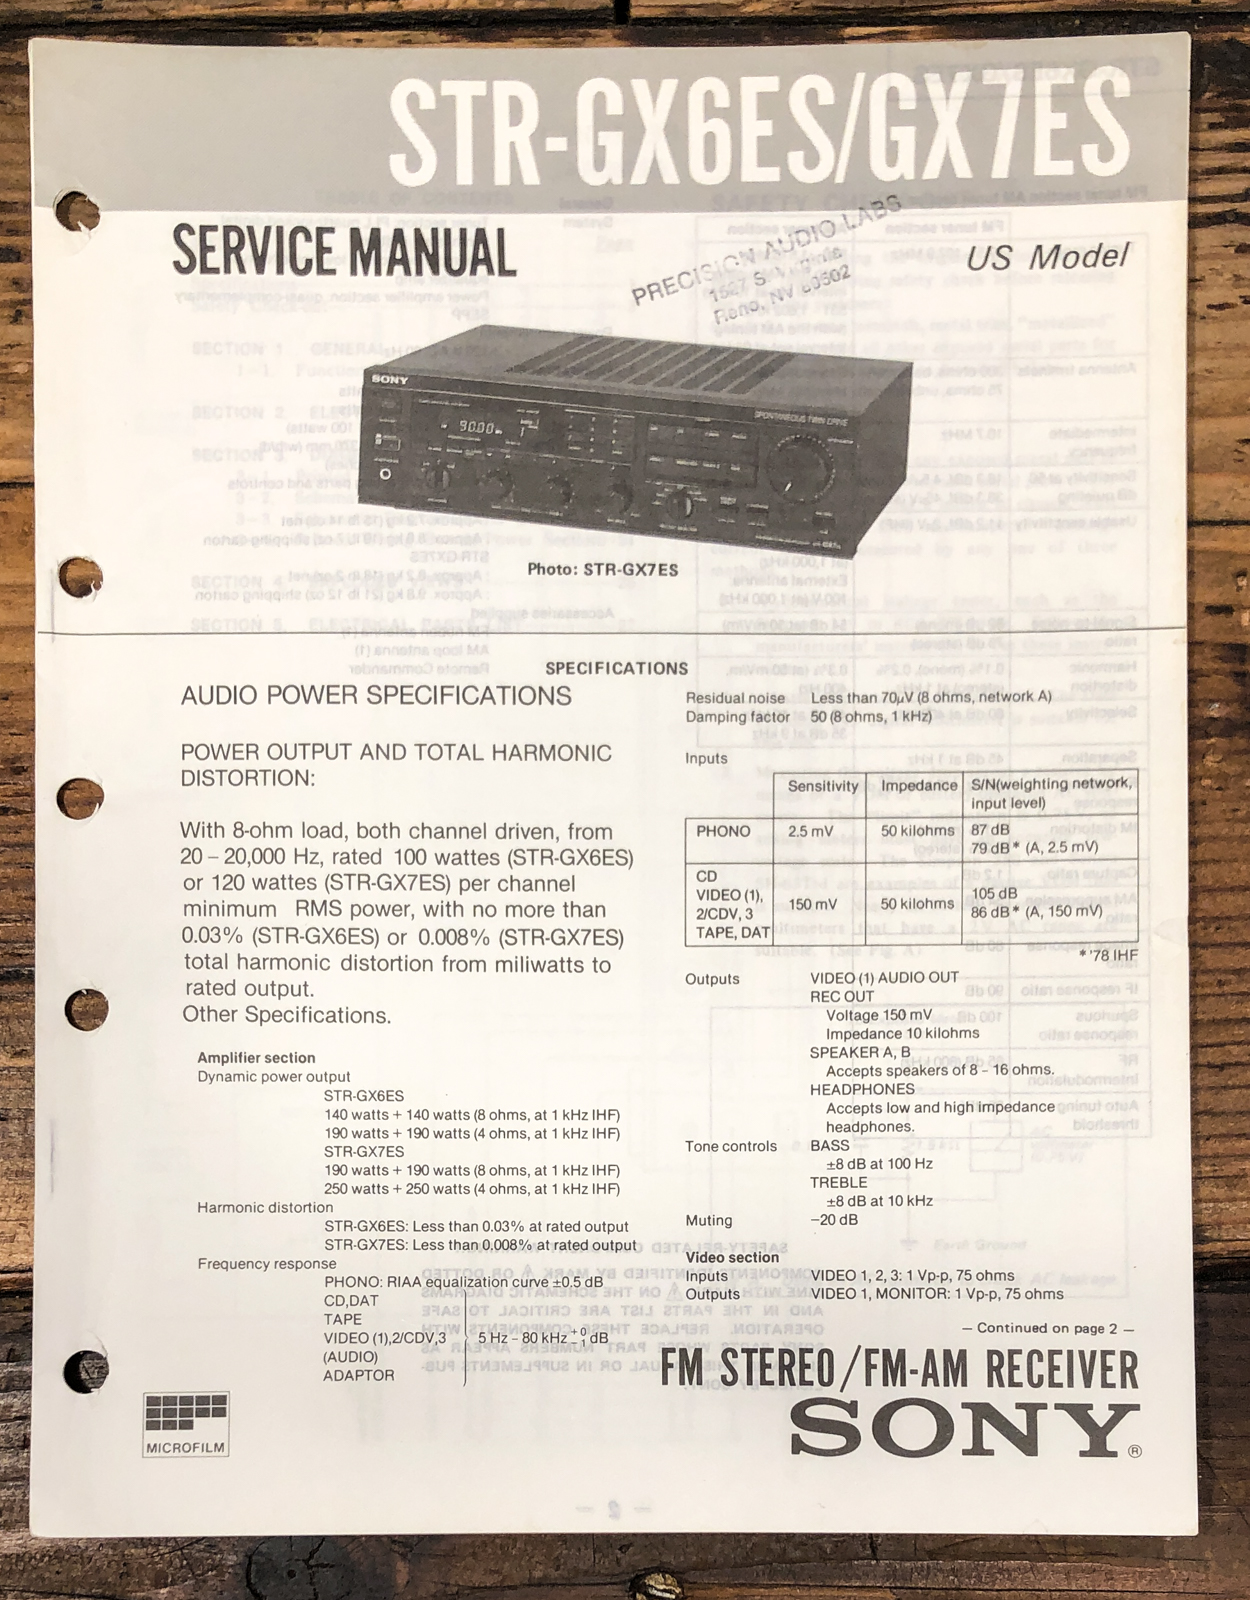 STR-GX6ES/GX7ES
SERVICE MANUAL
US Model
PRECISION AUDIO LABS
1527 S.
Reno, NV
SONY
90.00
SPONTANEOUS TWIN DRIVE
Photo: STR-GX7ES
SPECIFICATIONS
AUDIO POWER SPECIFICATIONS
POWER OUTPUT AND TOTAL HARMONIC
DISTORTION:
With 8-ohm load, both channel driven, from
20 – 20,000 Hz, rated 100 wattes (STR-GX6ES)
or 120 wattes (STR-GX7ES) per channel
minimum RMS power, with no more than
0.03% (STR-GX6ES) or 0.008% (STR-GX7ES)
total harmonic distortion from miliwatts to
rated output.
Other Specifications.
Amplifier section
Dynamic power output
STR-GX6ES
140 watts + 140 watts (8 ohms, at 1 kHz IHF)
190 watts + 190 watts (4 ohms, at 1 kHz IHF)
STR-GX7ES
190 watts + 190 watts (8 ohms, at 1 kHz IHF)
250 watts + 250 watts (4 ohms, at 1 kHz IHF)
Harmonic distortion
STR-GX6ES: Less than 0.03% at rated output
STR-GX7ES: Less than 0.008% at rated output
Frequency response
PHONO: RIAA equalization curve ±0.5 dB
CD,DAT
TAPE
VIDEO (1),2/CDV,3 5 Hz – 80 kHz +0 −1 dB
(AUDIO)
ADAPTOR
MICROFILM
Residual noise Less than 70μV (8 ohms, network A)
Damping factor 50 (8 ohms, 1 kHz)
Inputs
Sensitivity Impedance S/N(weighting network,
input level)
PHONO 2.5 mV 50 kilohms 87 dB
79 dB* (A, 2.5 mV)
CD
VIDEO (1),
2/CDV, 3
TAPE, DAT
150 mV 50 kilohms 105 dB
86 dB* (A, 150 mV)
* '78 IHF
Outputs VIDEO (1) AUDIO OUT
REC OUT
Voltage 150 mV
Impedance 10 kilohms
SPEAKER A, B
Accepts speakers of 8 – 16 ohms.
HEADPHONES
Accepts low and high impedance
headphones.
Tone controls BASS
±8 dB at 100 Hz
TREBLE
±8 dB at 10 kHz
Muting −20 dB
Video section
Inputs VIDEO 1, 2, 3: 1 Vp-p, 75 ohms
Outputs VIDEO 1, MONITOR: 1 Vp-p, 75 ohms
— Continued on page 2 —
FM STEREO/FM-AM RECEIVER
SONY®